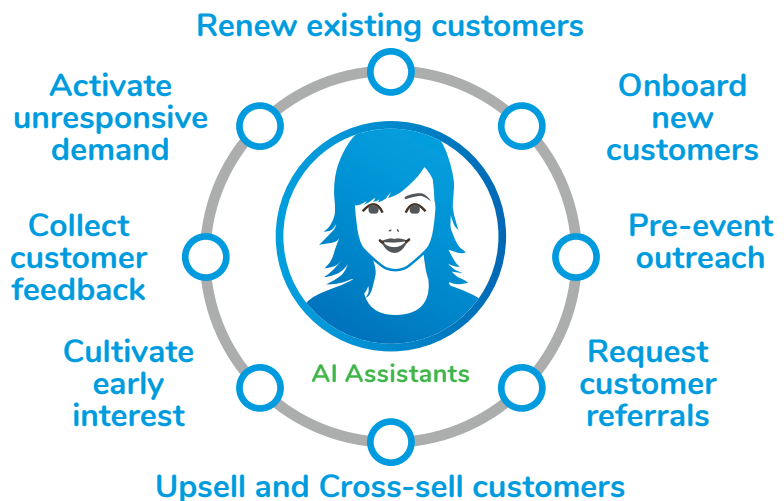 Renew existing customers
Activate
unresponsive
demand
Onboard
new
customers
Collect
customer
feedback
Pre-event
outreach
Cultivate
early
interest
AI Assistants
Request
customer
referrals
Upsell and Cross-sell customers